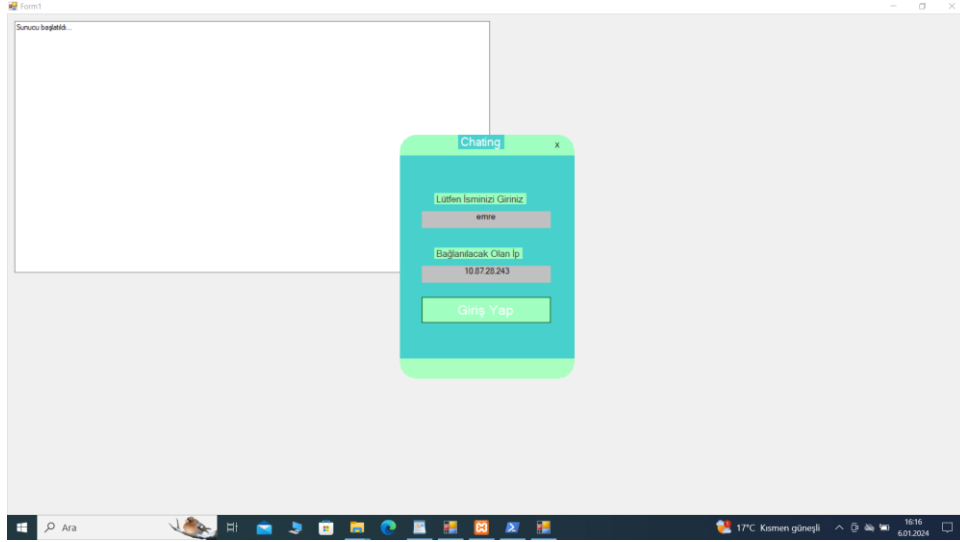 Form1
Sunucu başlatıldı...
Chating
x
Lütfen İsminizi Giriniz
emre
Bağlanılacak Olan İp
10.87.28.243
Giriş Yap
Ara
17°C Kısmen güneşli
16:16
6.01.2024